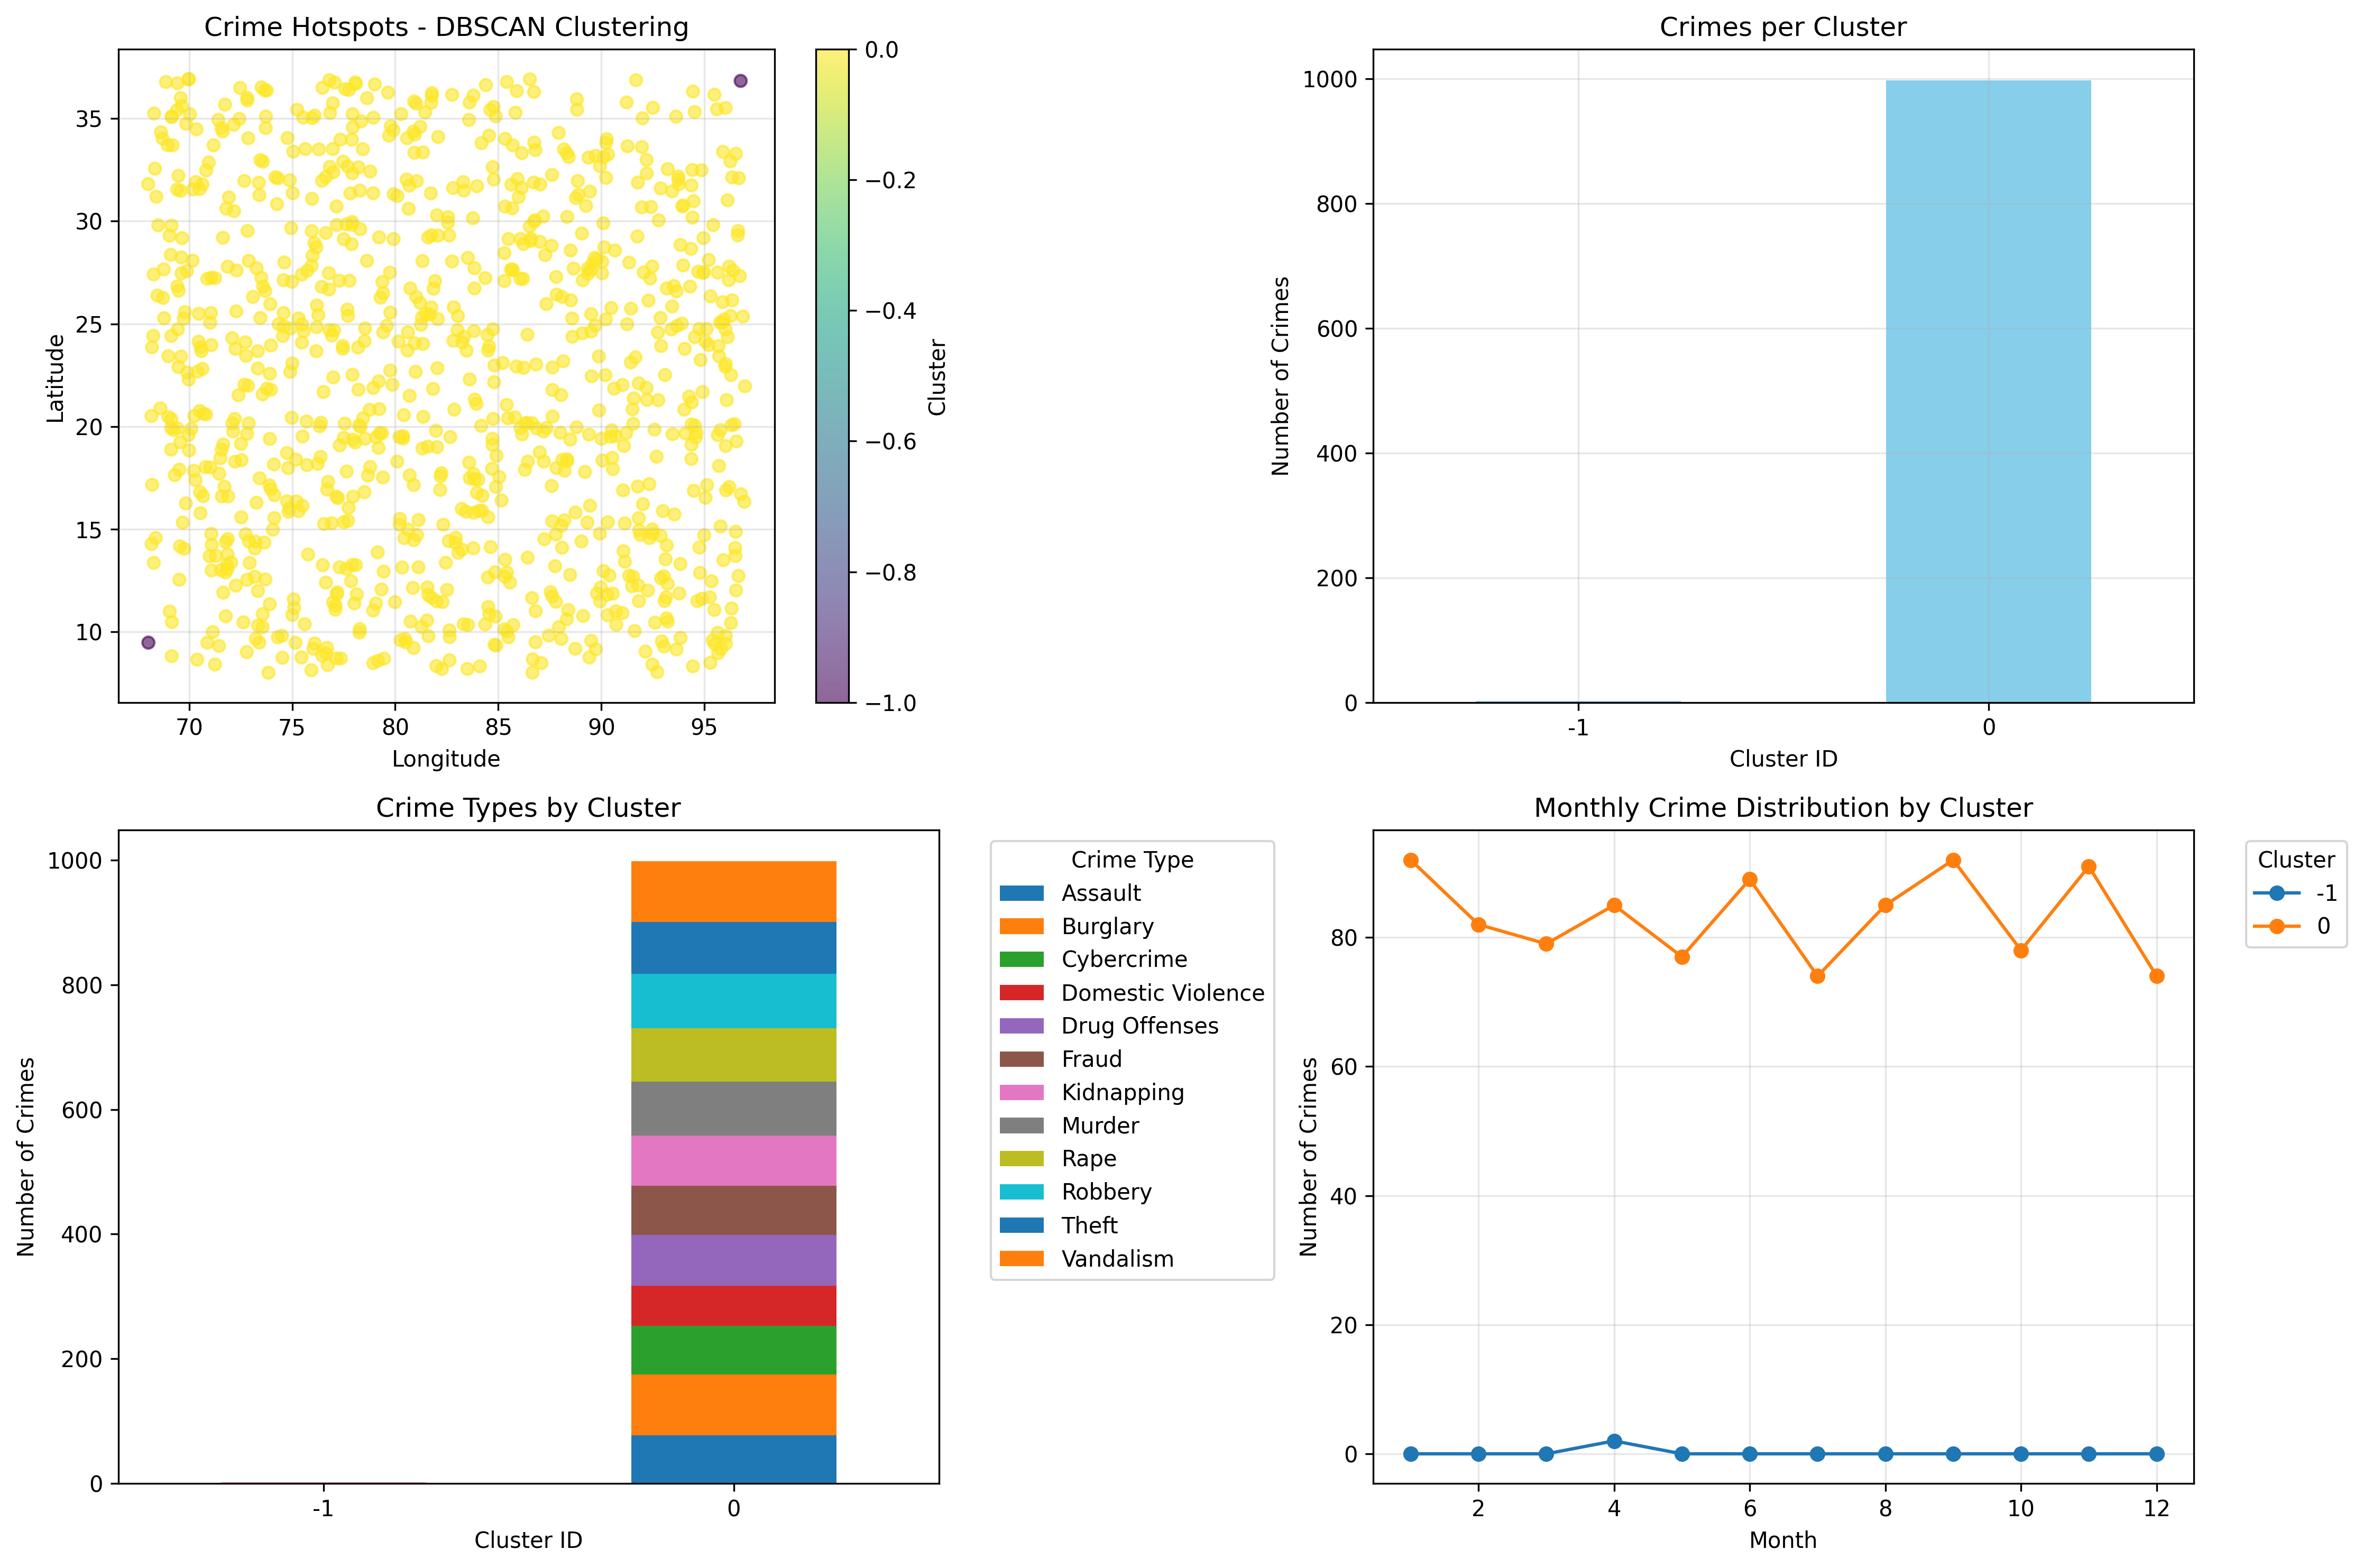 Crime Hotspots - DBSCAN Clustering
Latitude
35
30
25
20
15
10
70 75 80 85 90 95
Longitude
0.0
−0.2
−0.4
−0.6
−0.8
−1.0
Cluster
Crimes per Cluster
Number of Crimes
1000
800
600
400
200
0
-1 0
Cluster ID
Crime Types by Cluster
Number of Crimes
1000
800
600
400
200
0
-1 0
Cluster ID
Crime Type
Assault
Burglary
Cybercrime
Domestic Violence
Drug Offenses
Fraud
Kidnapping
Murder
Rape
Robbery
Theft
Vandalism
Monthly Crime Distribution by Cluster
Number of Crimes
80
60
40
20
0
2 4 6 8 10 12
Month
Cluster
-1
0